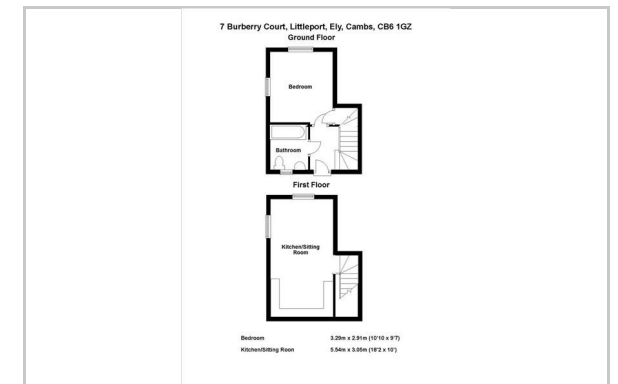 7 Burberry Court, Littleport, Ely, Cambs, CB6 1GZ
Ground Floor
Bedroom
Bathroom
First Floor
Kitchen/Sitting
Room
Bedroom 3.29m x 2.91m (10'10 x 9'7)
Kitchen/Sitting Room 5.54m x 3.05m (18'2 x 10')